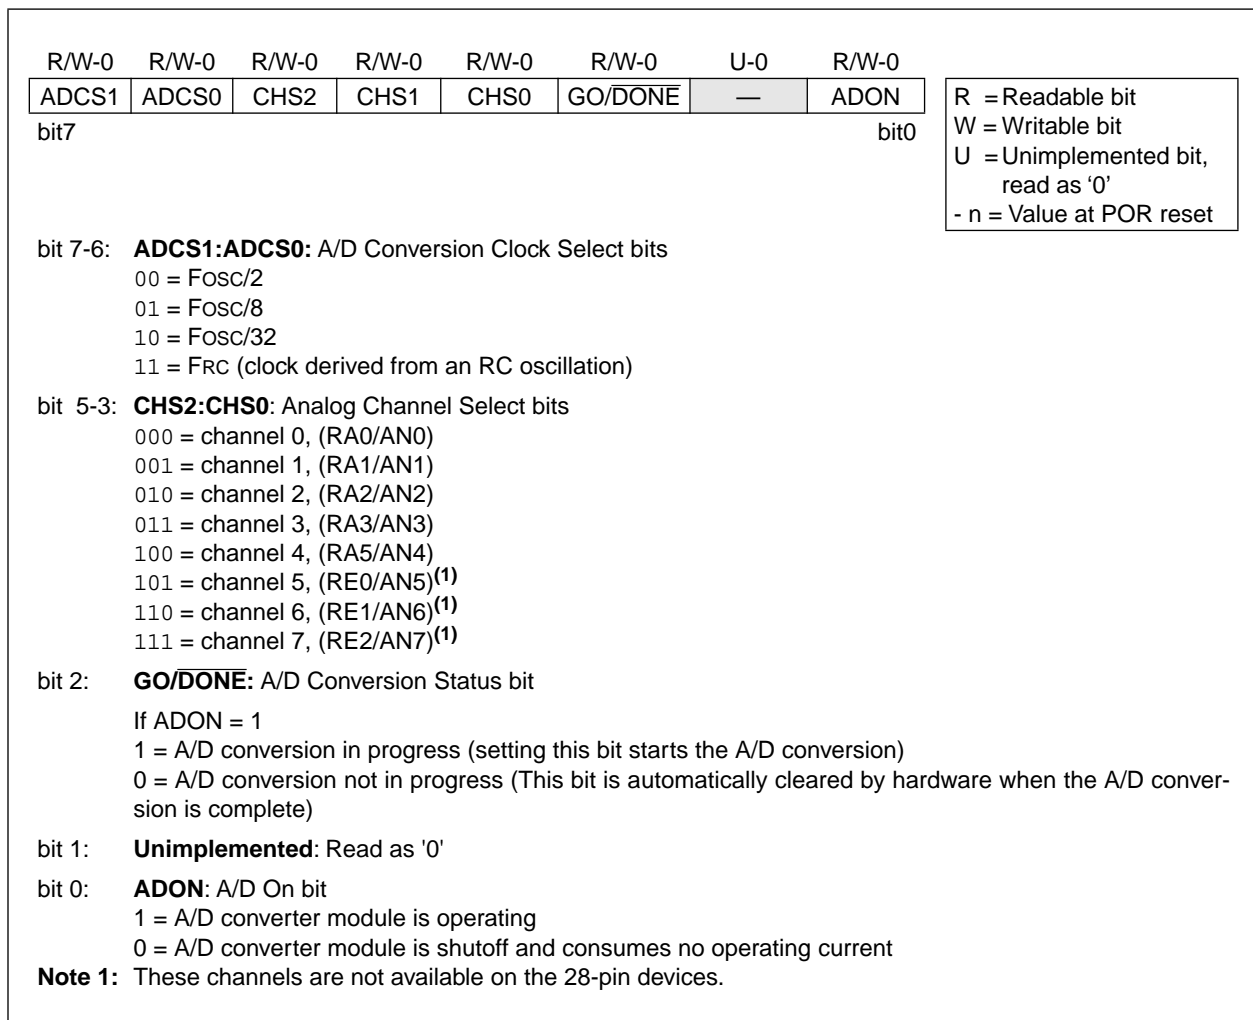 R/W-0 R/W-0 R/W-0 R/W-0 R/W-0 R/W-0 U-0 R/W-0
ADCS1 ADCS0 CHS2 CHS1 CHS0 GO/DONE — ADON
bit7 bit0
R = Readable bit
W = Writable bit
U = Unimplemented bit,
read as ‘0’
- n = Value at POR reset
bit 7-6: ADCS1:ADCS0: A/D Conversion Clock Select bits
00 = FOSC/2
01 = FOSC/8
10 = FOSC/32
11 = FRC (clock derived from an RC oscillation)
bit 5-3: CHS2:CHS0: Analog Channel Select bits
000 = channel 0, (RA0/AN0)
001 = channel 1, (RA1/AN1)
010 = channel 2, (RA2/AN2)
011 = channel 3, (RA3/AN3)
100 = channel 4, (RA5/AN4)
101 = channel 5, (RE0/AN5)(1)
110 = channel 6, (RE1/AN6)(1)
111 = channel 7, (RE2/AN7)(1)
bit 2: GO/DONE: A/D Conversion Status bit
If ADON = 1
1 = A/D conversion in progress (setting this bit starts the A/D conversion)
0 = A/D conversion not in progress (This bit is automatically cleared by hardware when the A/D conver-
sion is complete)
bit 1: Unimplemented: Read as '0'
bit 0: ADON: A/D On bit
1 = A/D converter module is operating
0 = A/D converter module is shutoff and consumes no operating current
Note 1: These channels are not available on the 28-pin devices.